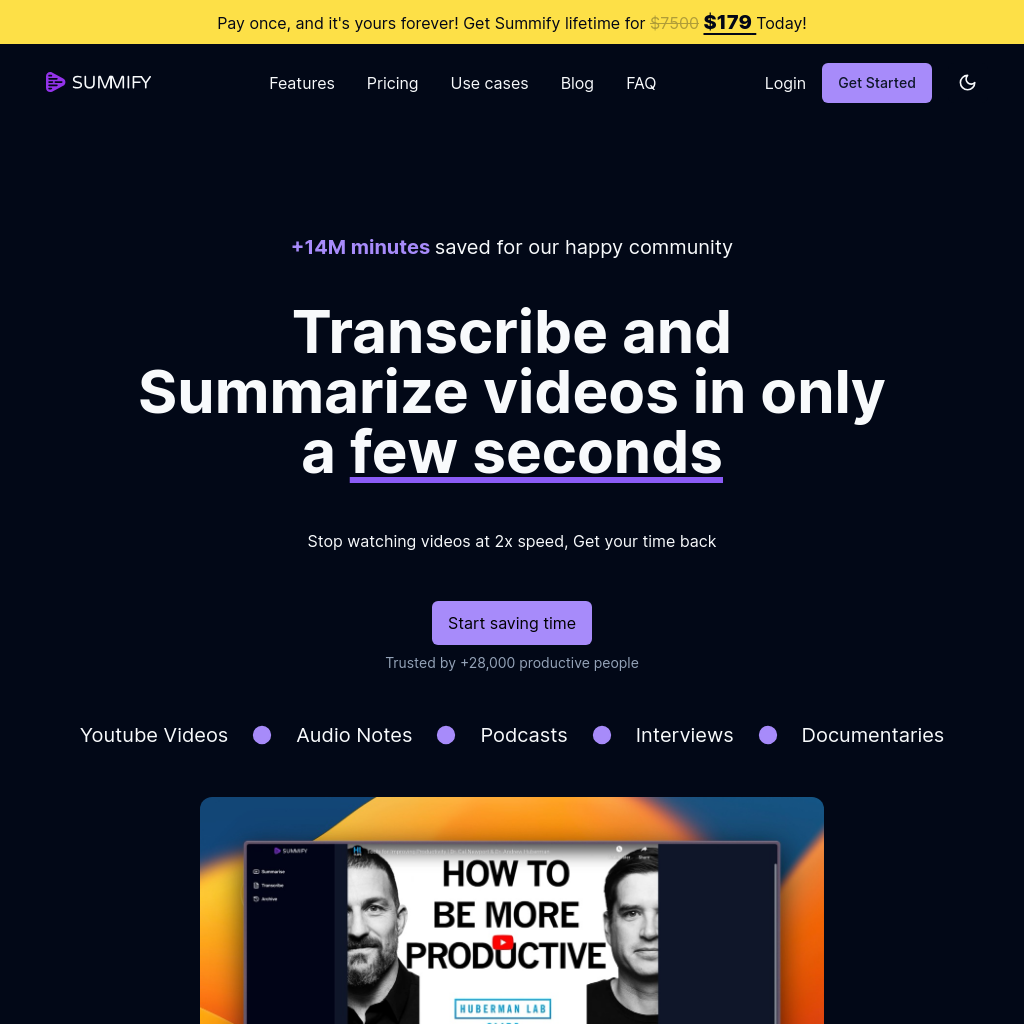 Pay once, and it's yours forever! Get Summify lifetime for $7500 $179 Today!
SUMMIFY
Features
Pricing
Use cases
Blog
FAQ
Login
Get Started
+14M minutes saved for our happy community
Transcribe and
Summarize videos in only
a few seconds
Stop watching videos at 2x speed, Get your time back
Start saving time
Trusted by +28,000 productive people
Youtube Videos
Audio Notes
Podcasts
Interviews
Documentaries
SUMMIFY
Summarise
Transcribe
Archive
HOW TO
BE MORE
PRODUCTIVE
HUBERMAN LAB